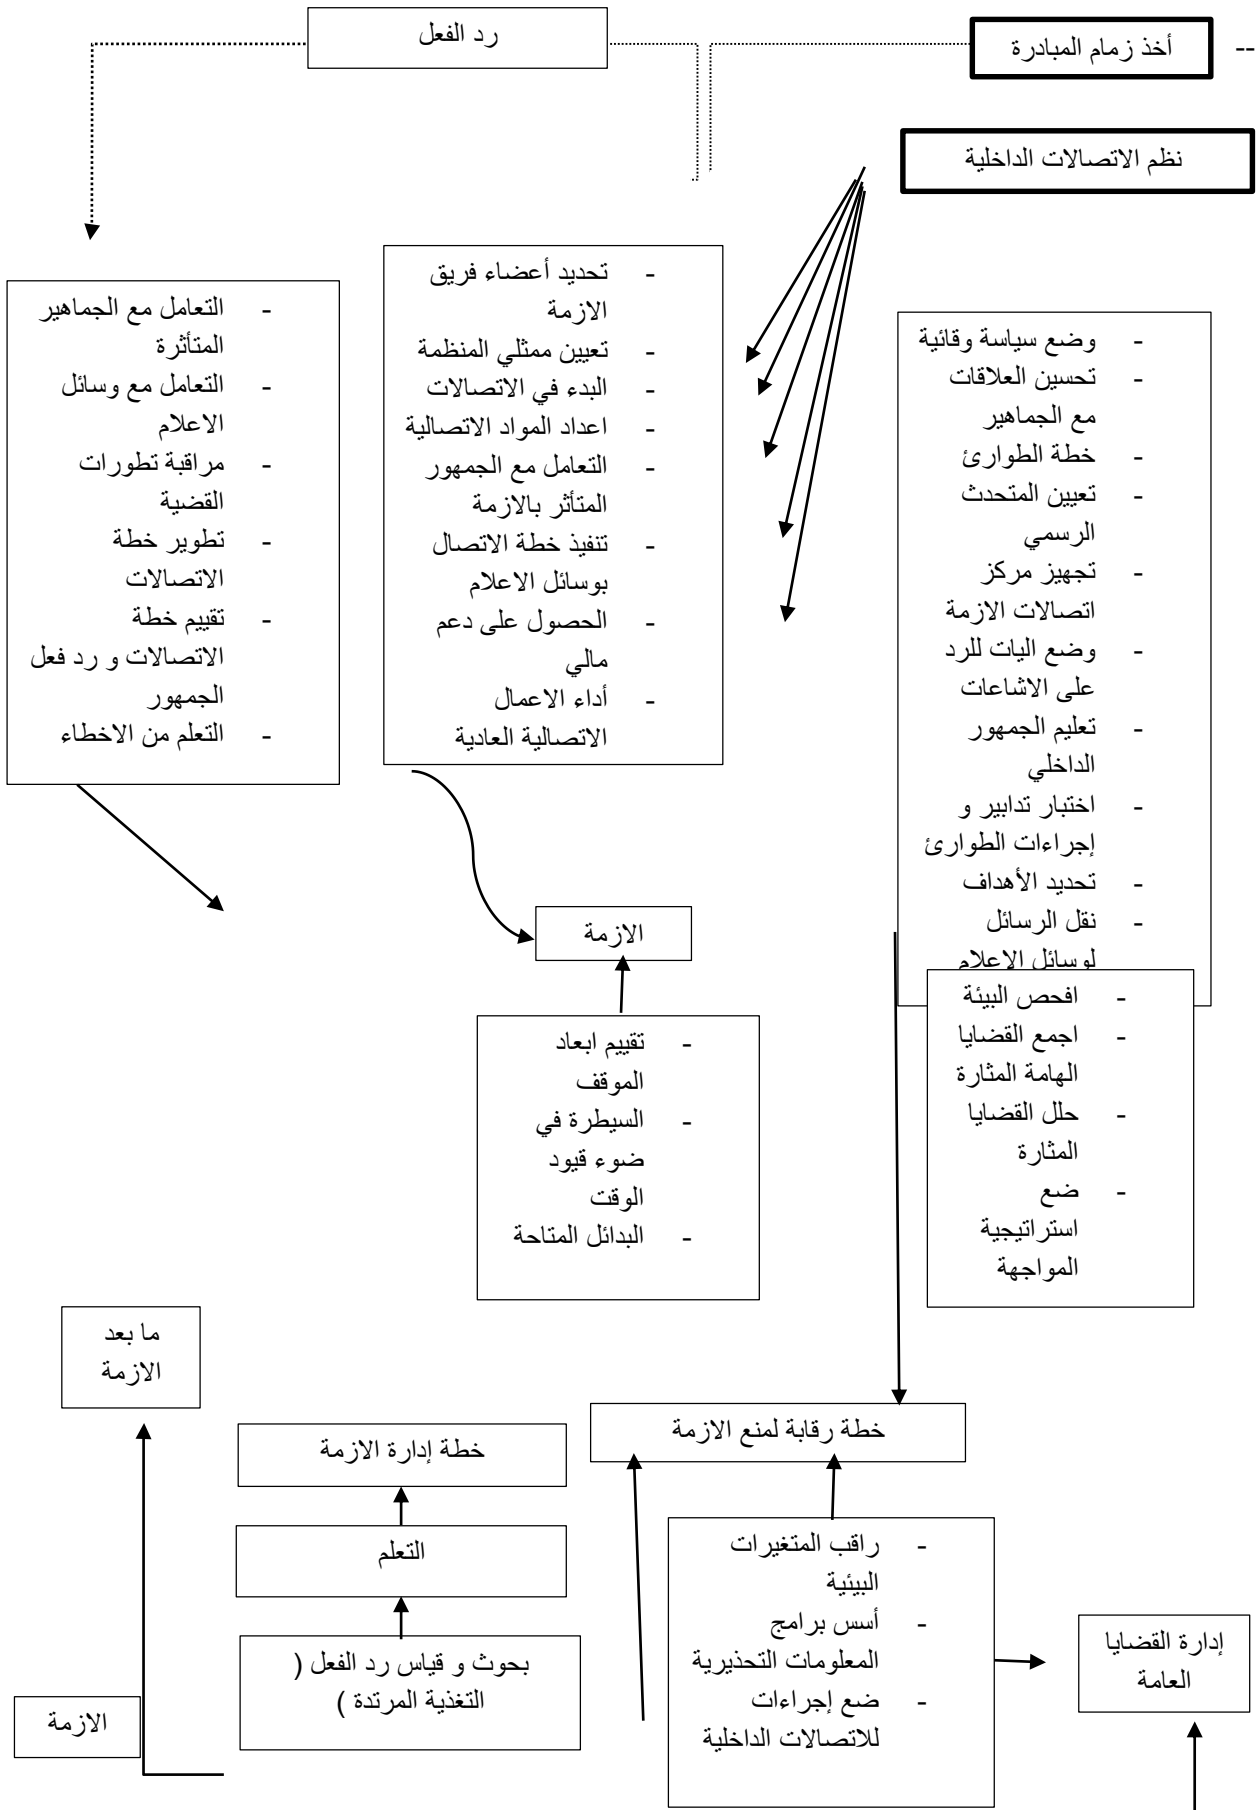 -- أخذ زمام المبادرة
رد الفعل
نظم الاتصالات الداخلية
- وضع سياسة وقائية
- تحسين العلاقات
مع الجماهير
- خطة الطوارئ
- تعيين المتحدث
الرسمي
- تجهيز مركز
اتصالات الازمة
- وضع اليات للرد
على الاشاعات
- تعليم الجمهور
الداخلي
- اختبار تدابير و
إجراءات الطوارئ
- تحديد الأهداف
- نقل الرسائل
لوسائل الإعلام
- تحديد أعضاء فريق
الازمة
- تعيين ممثلي المنظمة
- البدء في الاتصالات
- اعداد المواد الاتصالية
- التعامل مع الجمهور
المتأثر بالازمة
- تنفيذ خطة الاتصال
بوسائل الاعلام
- الحصول على دعم
مالي
- أداء الاعمال
الاتصالية العادية
- التعامل مع الجماهير
المتأثرة
- التعامل مع وسائل
الاعلام
- مراقبة تطورات
القضية
- تطوير خطة
الاتصالات
- تقييم خطة
الاتصالات و رد فعل
الجمهور
- التعلم من الاخطاء
الازمة
- افحص البيئة
- اجمع القضايا
الهامة المثارة
- حلل القضايا
المثارة
- ضع
استراتيجية
المواجهة
- تقييم ابعاد
الموقف
- السيطرة في
ضوء قيود
الوقت
- البدائل المتاحة
ما بعد
الازمة
خطة رقابة لمنع الازمة
خطة إدارة الازمة
التعلم
بحوث و قياس رد الفعل (
التغذية المرتدة )
- راقب المتغيرات
البيئية
- أسس برامج
المعلومات التحذيرية
- ضع إجراءات
للاتصالات الداخلية
إدارة القضايا
العامة
الازمة